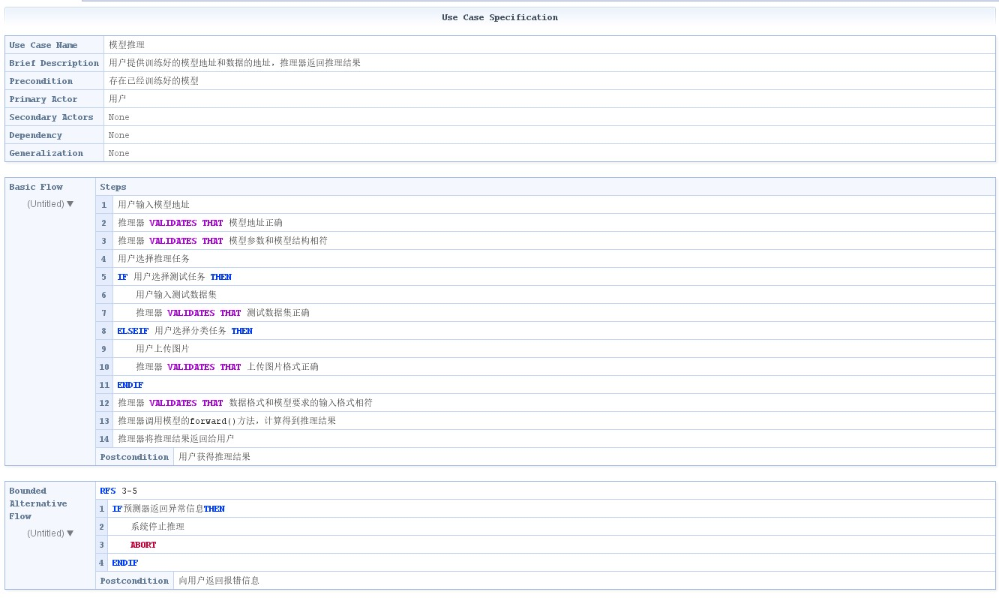 Use Case Specification
Use Case Name 模型推理
Brief Description 用户提供训练好的模型地址和数据的地址，推理器返回推理结果
Precondition 存在已经训练好的模型
Primary Actor 用户
Secondary Actors None
Dependency None
Generalization None
Basic Flow Steps
(Untitled) ▼ 1 用户输入模型地址
2 推理器 VALIDATES THAT 模型地址正确
3 推理器 VALIDATES THAT 模型参数和模型结构相符
4 用户选择推理任务
5 IF 用户选择测试任务 THEN
6 用户输入测试数据集
7 推理器 VALIDATES THAT 测试数据集正确
8 ELSEIF 用户选择分类任务 THEN
9 用户上传图片
10 推理器 VALIDATES THAT 上传图片格式正确
11 ENDIF
12 推理器 VALIDATES THAT 数据格式和模型要求的输入格式相符
13 推理器调用模型的forward()方法，计算得到推理结果
14 推理器将推理结果返回给用户
Postcondition 用户获得推理结果
Bounded Alternative Flow
(Untitled) ▼
RFS 3-5
1 IF预测器返回异常信息THEN
2 系统停止推理
3 ABORT
4 ENDIF
Postcondition 向用户返回报错信息